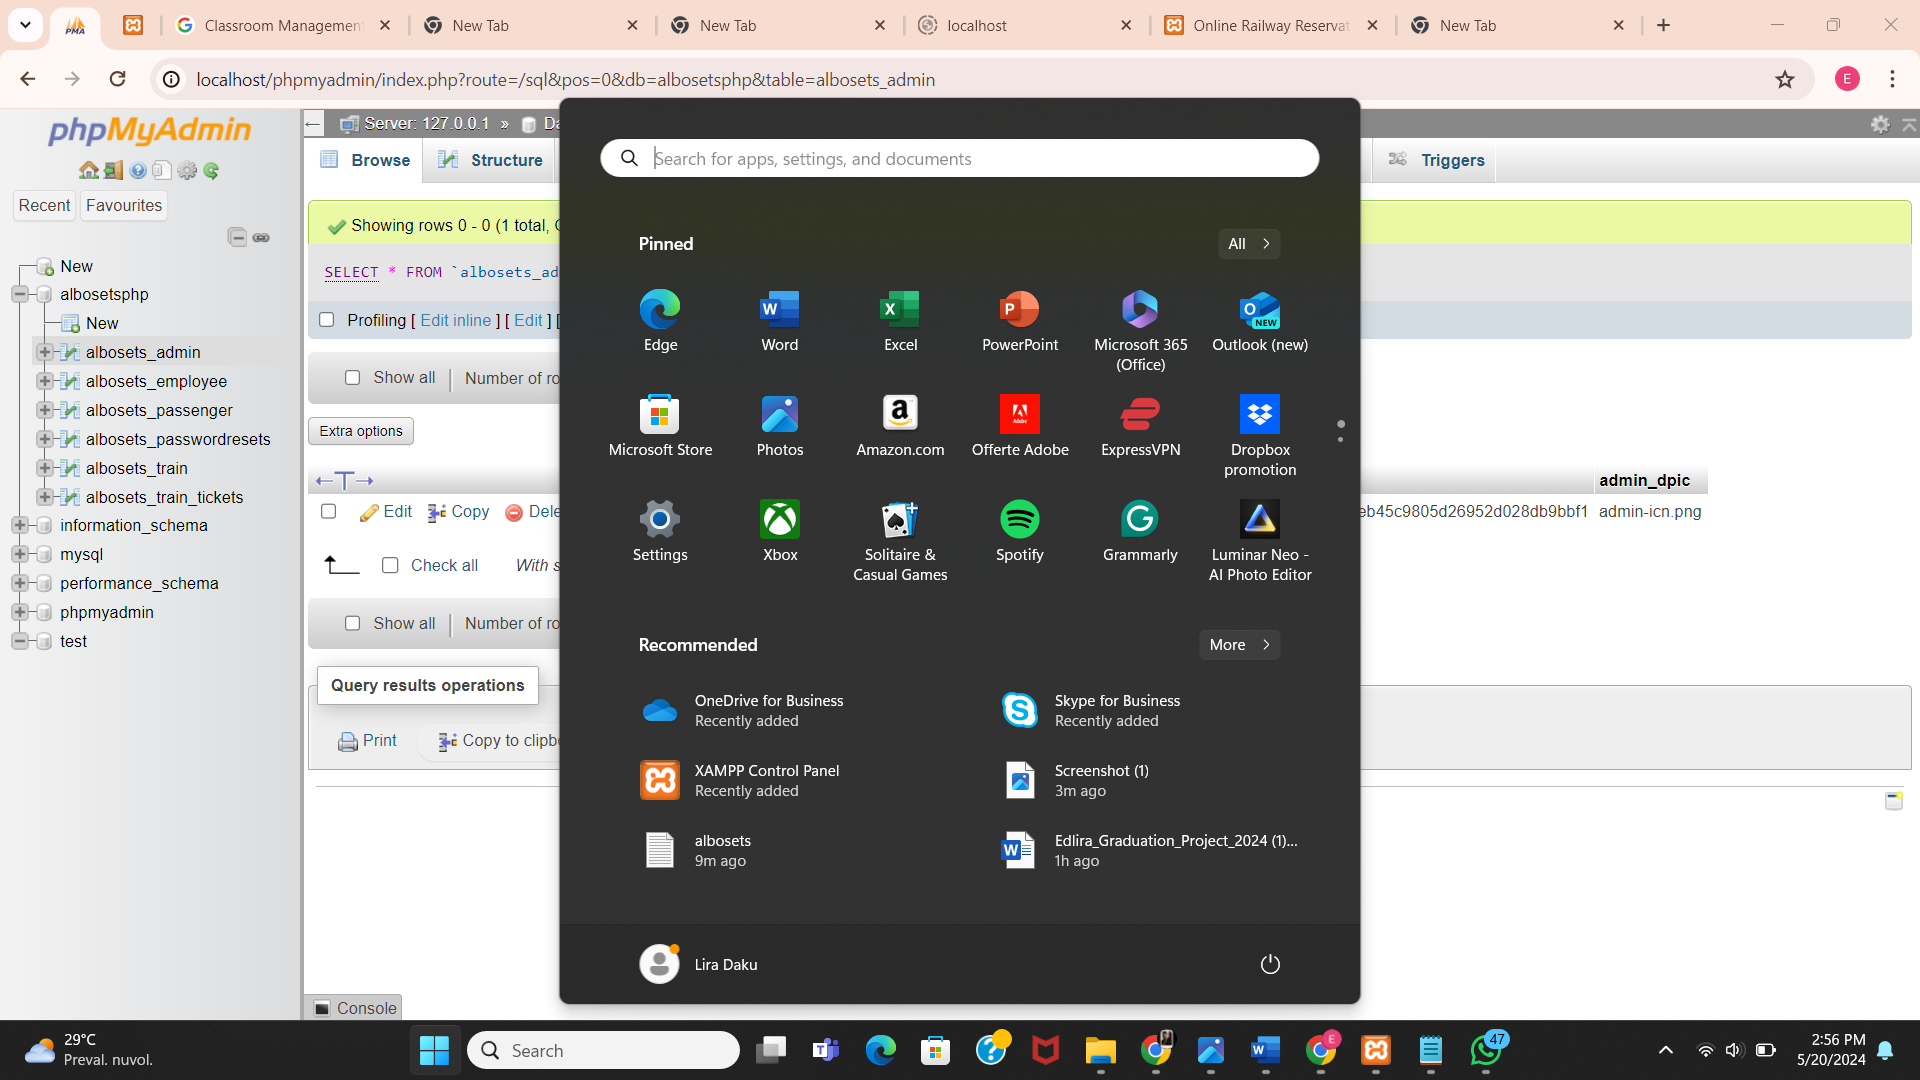 PMA
Classroom Managemen
New Tab
New Tab
localhost
Online Railway Reservat
New Tab
localhost/phpmyadmin/index.php?route=/sql&pos=0&db=albosetsphp&table=albosets_admin
E
phpMyAdmin
Recent
Favourites
New
albosetsphp
New
albosets_admin
albosets_employee
albosets_passenger
albosets_passwordresets
albosets_train
albosets_train_tickets
information_schema
mysql
performance_schema
phpmyadmin
test
Server: 127.0.0.1 » Da
Browse
Structure
Triggers
Showing rows 0 - 0 (1 total, 
SELECT * FROM `albosets_ad
Profiling [ Edit inline ] [ Edit ] [
Show all
Number of ro
Extra options
←T→
admin_dpic
Edit
Copy
Dele
eb45c9805d26952d028db9bbf1
admin-icn.png
Check all
With s
Show all
Number of ro
Query results operations
Print
Copy to clipb
Console
Search for apps, settings, and documents
Pinned
All
Edge
Word
Excel
PowerPoint
Microsoft 365
(Office)
Outlook (new)
Microsoft Store
Photos
Amazon.com
Offerte Adobe
ExpressVPN
Dropbox
promotion
Settings
Xbox
Solitaire &
Casual Games
Spotify
Grammarly
Luminar Neo -
AI Photo Editor
Recommended
More
OneDrive for Business
Recently added
Skype for Business
Recently added
XAMPP Control Panel
Recently added
Screenshot (1)
3m ago
albosets
9m ago
Edlira_Graduation_Project_2024 (1)...
1h ago
Lira Daku
29°C
Preval. nuvol.
Search
47
2:56 PM
5/20/2024